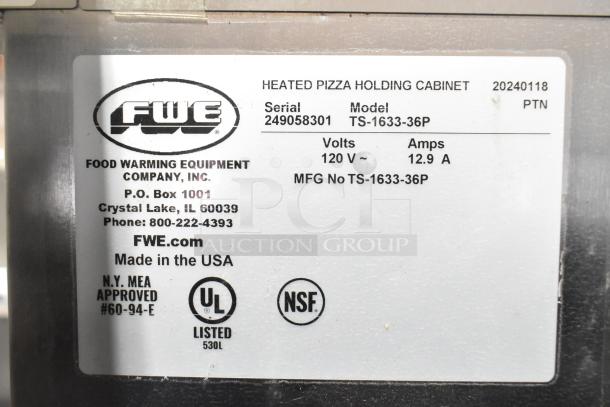 FWE
FOOD WARMING EQUIPMENT
COMPANY, INC.
P.O. Box 1001
Crystal Lake, IL 60039
Phone: 800-222-4393
FWE.com
Made in the USA
N.Y. MEA
APPROVED
#60-94-E
UL
LISTED
530L
NSF
HEATED PIZZA HOLDING CABINET 20240118
Serial Model PTN
249058301 TS-1633-36P
Volts Amps
120 V ~ 12.9 A
MFG No TS-1633-36P
PCI
AUCTION GROUP